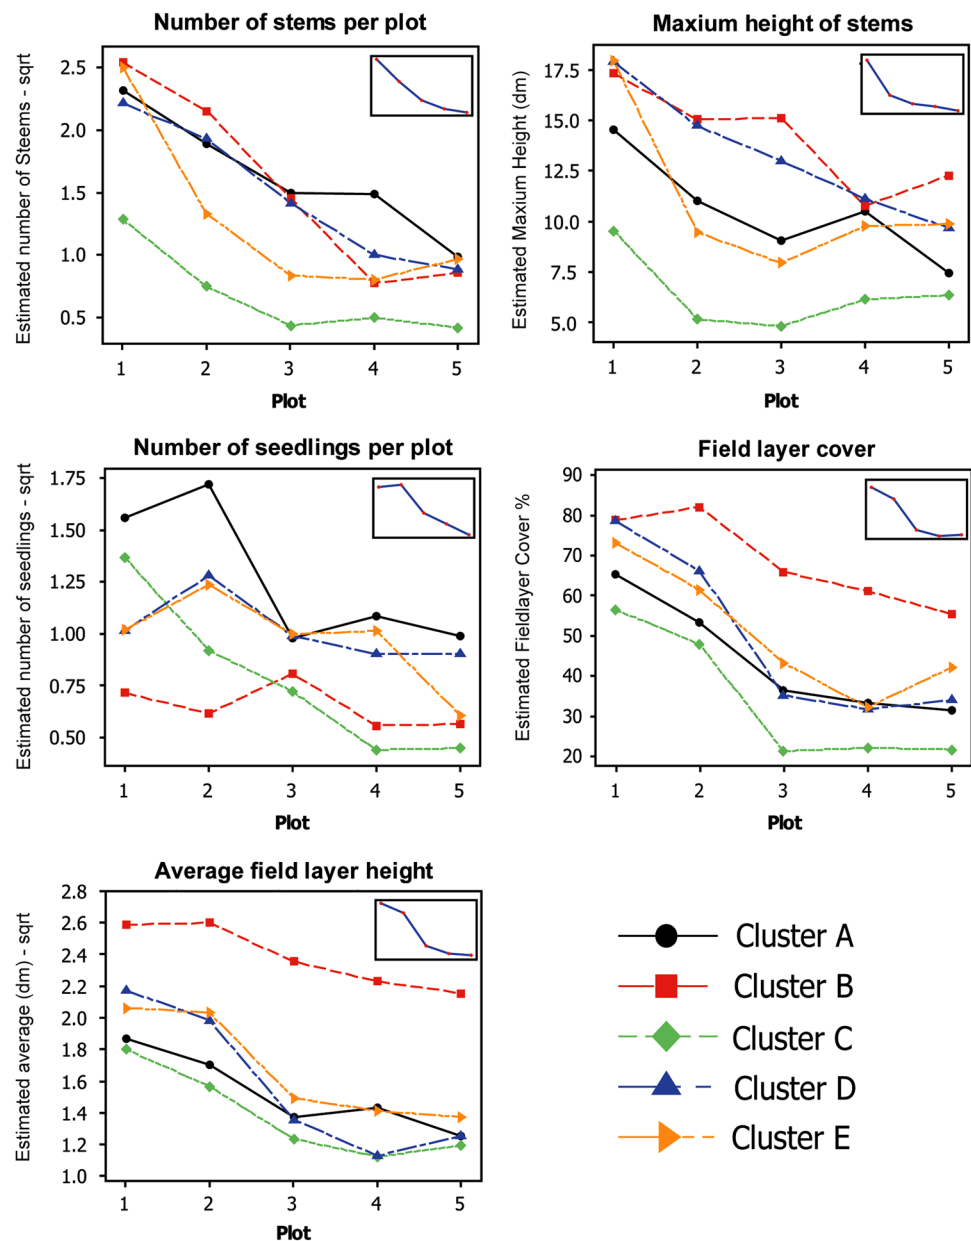 Number of stems per plot
Estimated number of Steems - sqrt
2.5
2.0
1.5
1.0
0.5
1 2 3 4 5
Plot
Maxium height of stems
Estimated Maxium Height (dm)
17.5
15.0
12.5
10.0
7.5
5.0
1 2 3 4 5
Plot
Number of seedlings per plot
Estimated number of seedlings - sqrt
1.75
1.50
1.25
1.00
0.75
0.50
1 2 3 4 5
Plot
Field layer cover
Estimated Fieldlayer Cover %
90
80
70
60
50
40
30
20
1 2 3 4 5
Plot
Average field layer height
Estimated average (dm) - sqrt
2.8
2.6
2.4
2.2
2.0
1.8
1.6
1.4
1.2
1.0
1 2 3 4 5
Plot
Cluster A
Cluster B
Cluster C
Cluster D
Cluster E